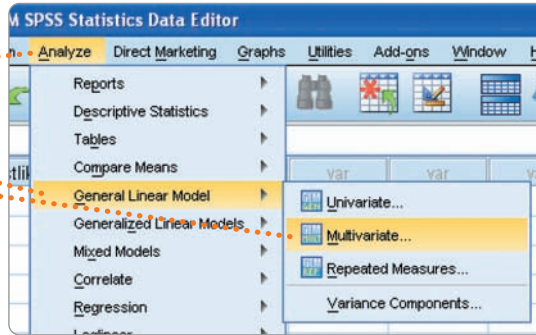 M SPSS Statistics Data Editor
Analyze Direct Marketing Graphs Utilities Add-ons Window
Reports
Descriptive Statistics
Tables
Compare Means
var var
General Linear Model
Univariate...
Generalized Linear Models
Multivariate...
Mixed Models
Repeated Measures...
Correlate
Variance Components...
Regression